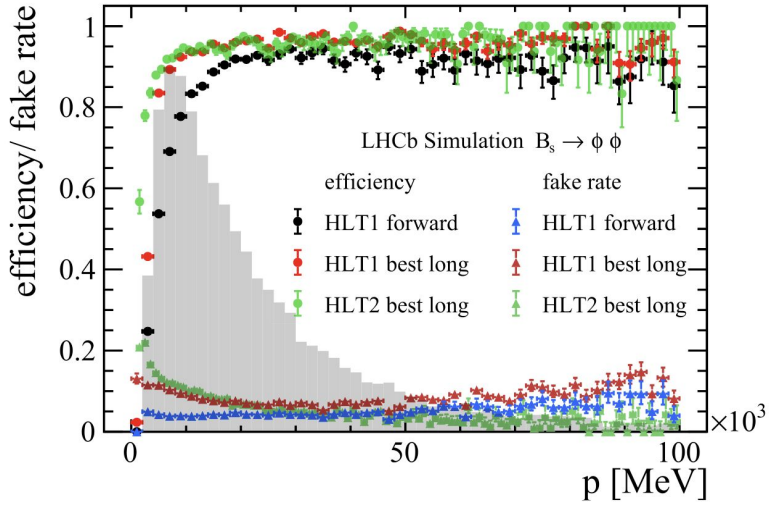 efficiency/ fake rate
1
0.8
0.6
0.4
0.2
0
LHCb Simulation B_s → ϕ ϕ
efficiency fake rate
HLT1 forward HLT1 forward
HLT1 best long HLT1 best long
HLT2 best long HLT2 best long
0 50 100 ×10³
p [MeV]